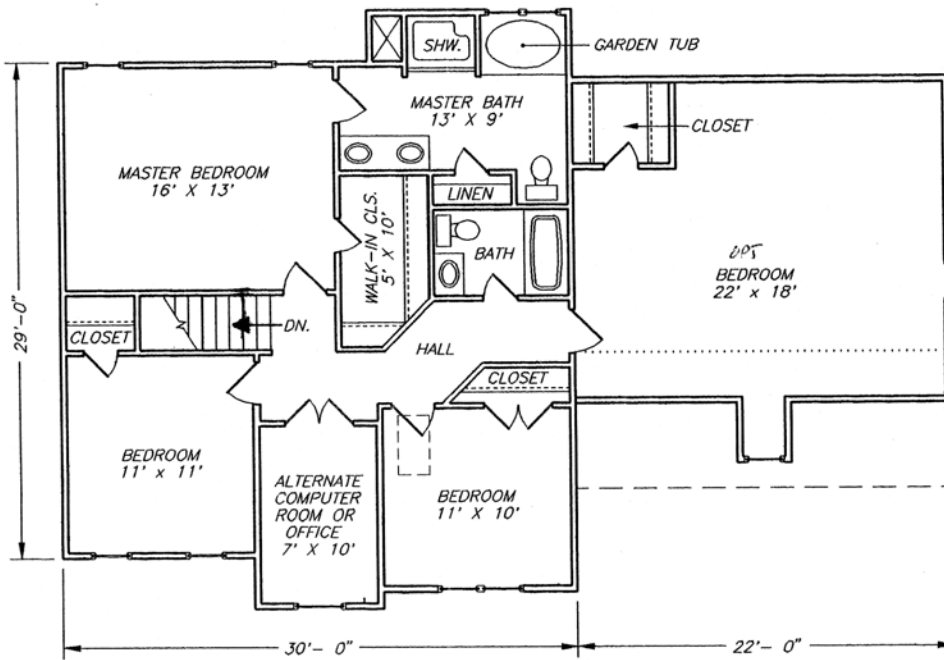 SHW.
GARDEN TUB
MASTER BATH
13' X 9'
CLOSET
MASTER BEDROOM
16' X 13'
LINEN
WALK-IN CLS.
5' X 10'
BATH
OPT
BEDROOM
22' x 18'
29'-0"
CLOSET
DN.
HALL
CLOSET
BEDROOM
11' x 11'
ALTERNATE
COMPUTER
ROOM OR
OFFICE
7' X 10'
BEDROOM
11' X 10'
30'- 0"
22'- 0"